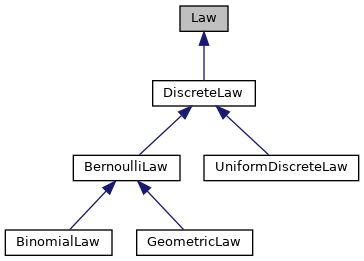 Law
DiscreteLaw
BernoulliLaw
UniformDiscreteLaw
BinomialLaw
GeometricLaw